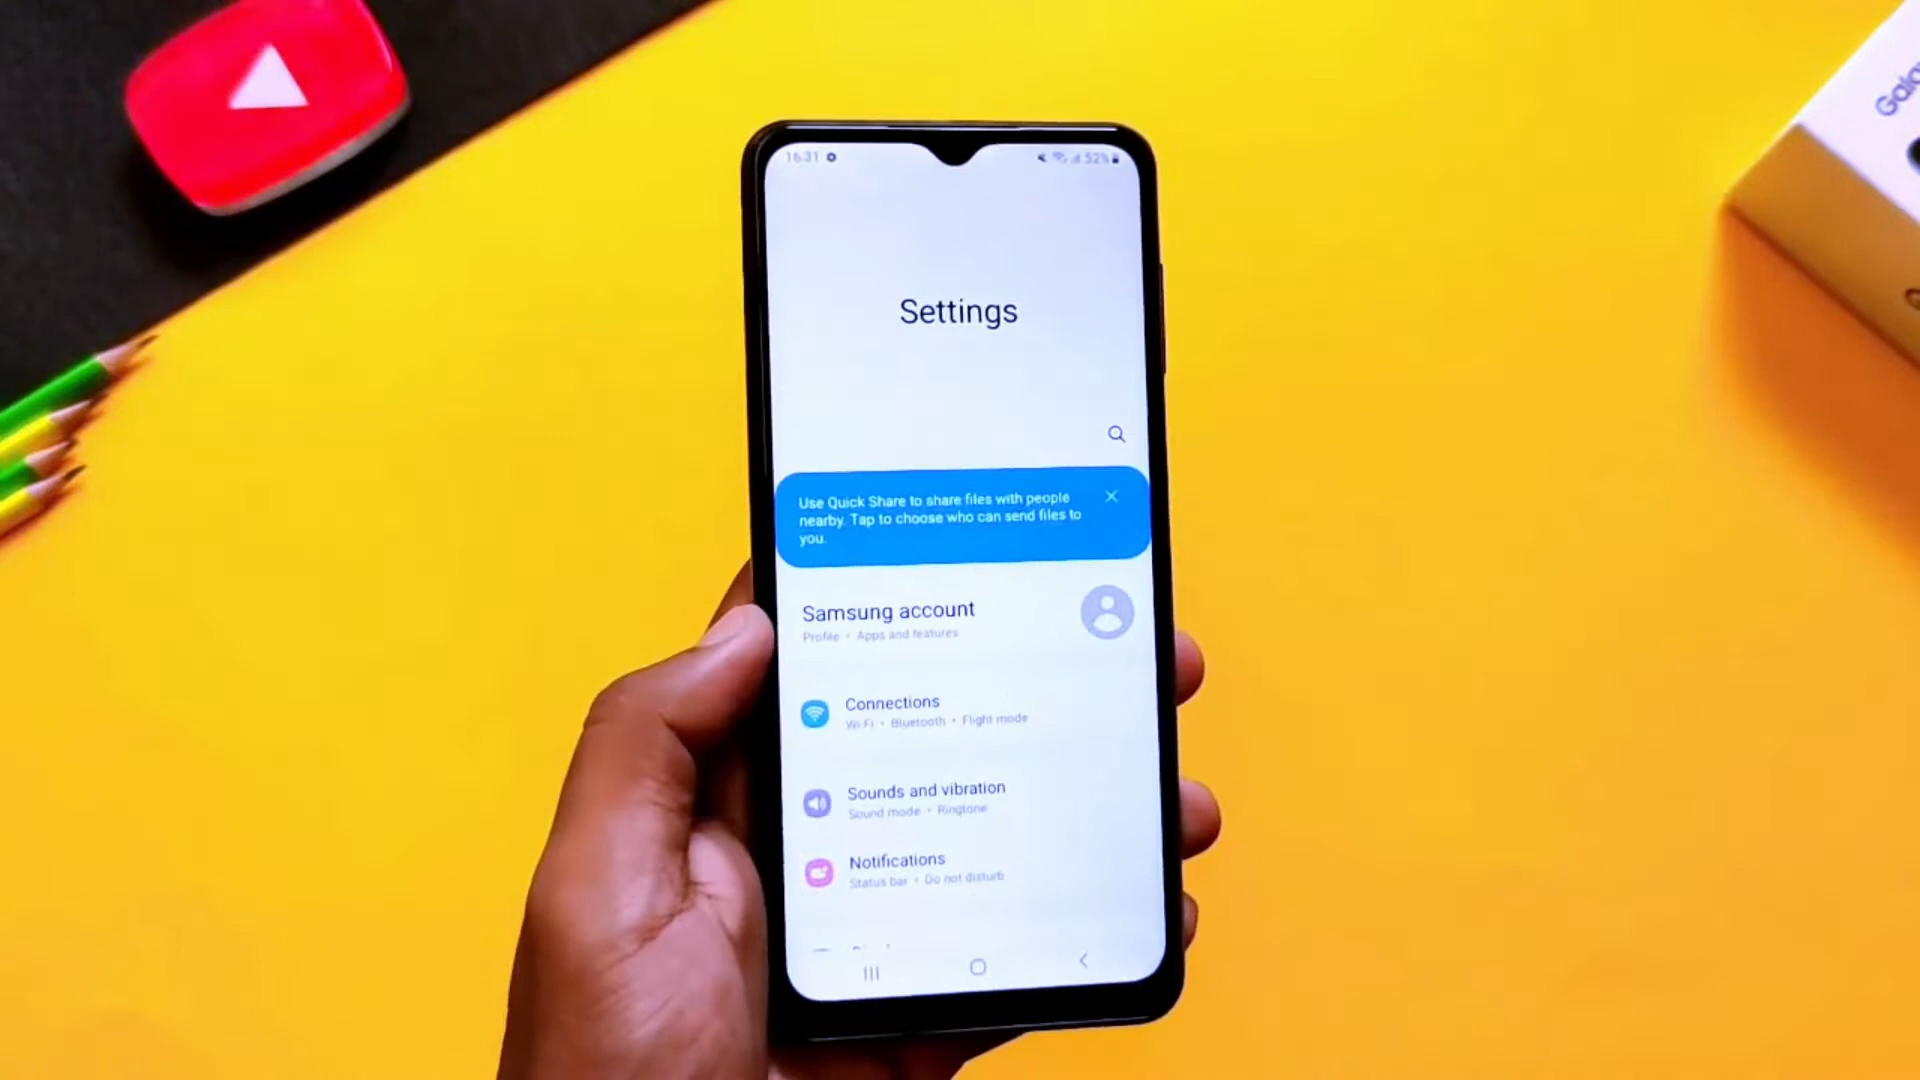 16:31
52%
Settings
Use Quick Share to share files with people
nearby. Tap to choose who can send files to
you.
Samsung account
Profile • Apps and features
Connections
Wi-Fi • Bluetooth • Flight mode
Sounds and vibration
Sound mode • Ringtone
Notifications
Status bar • Do not disturb